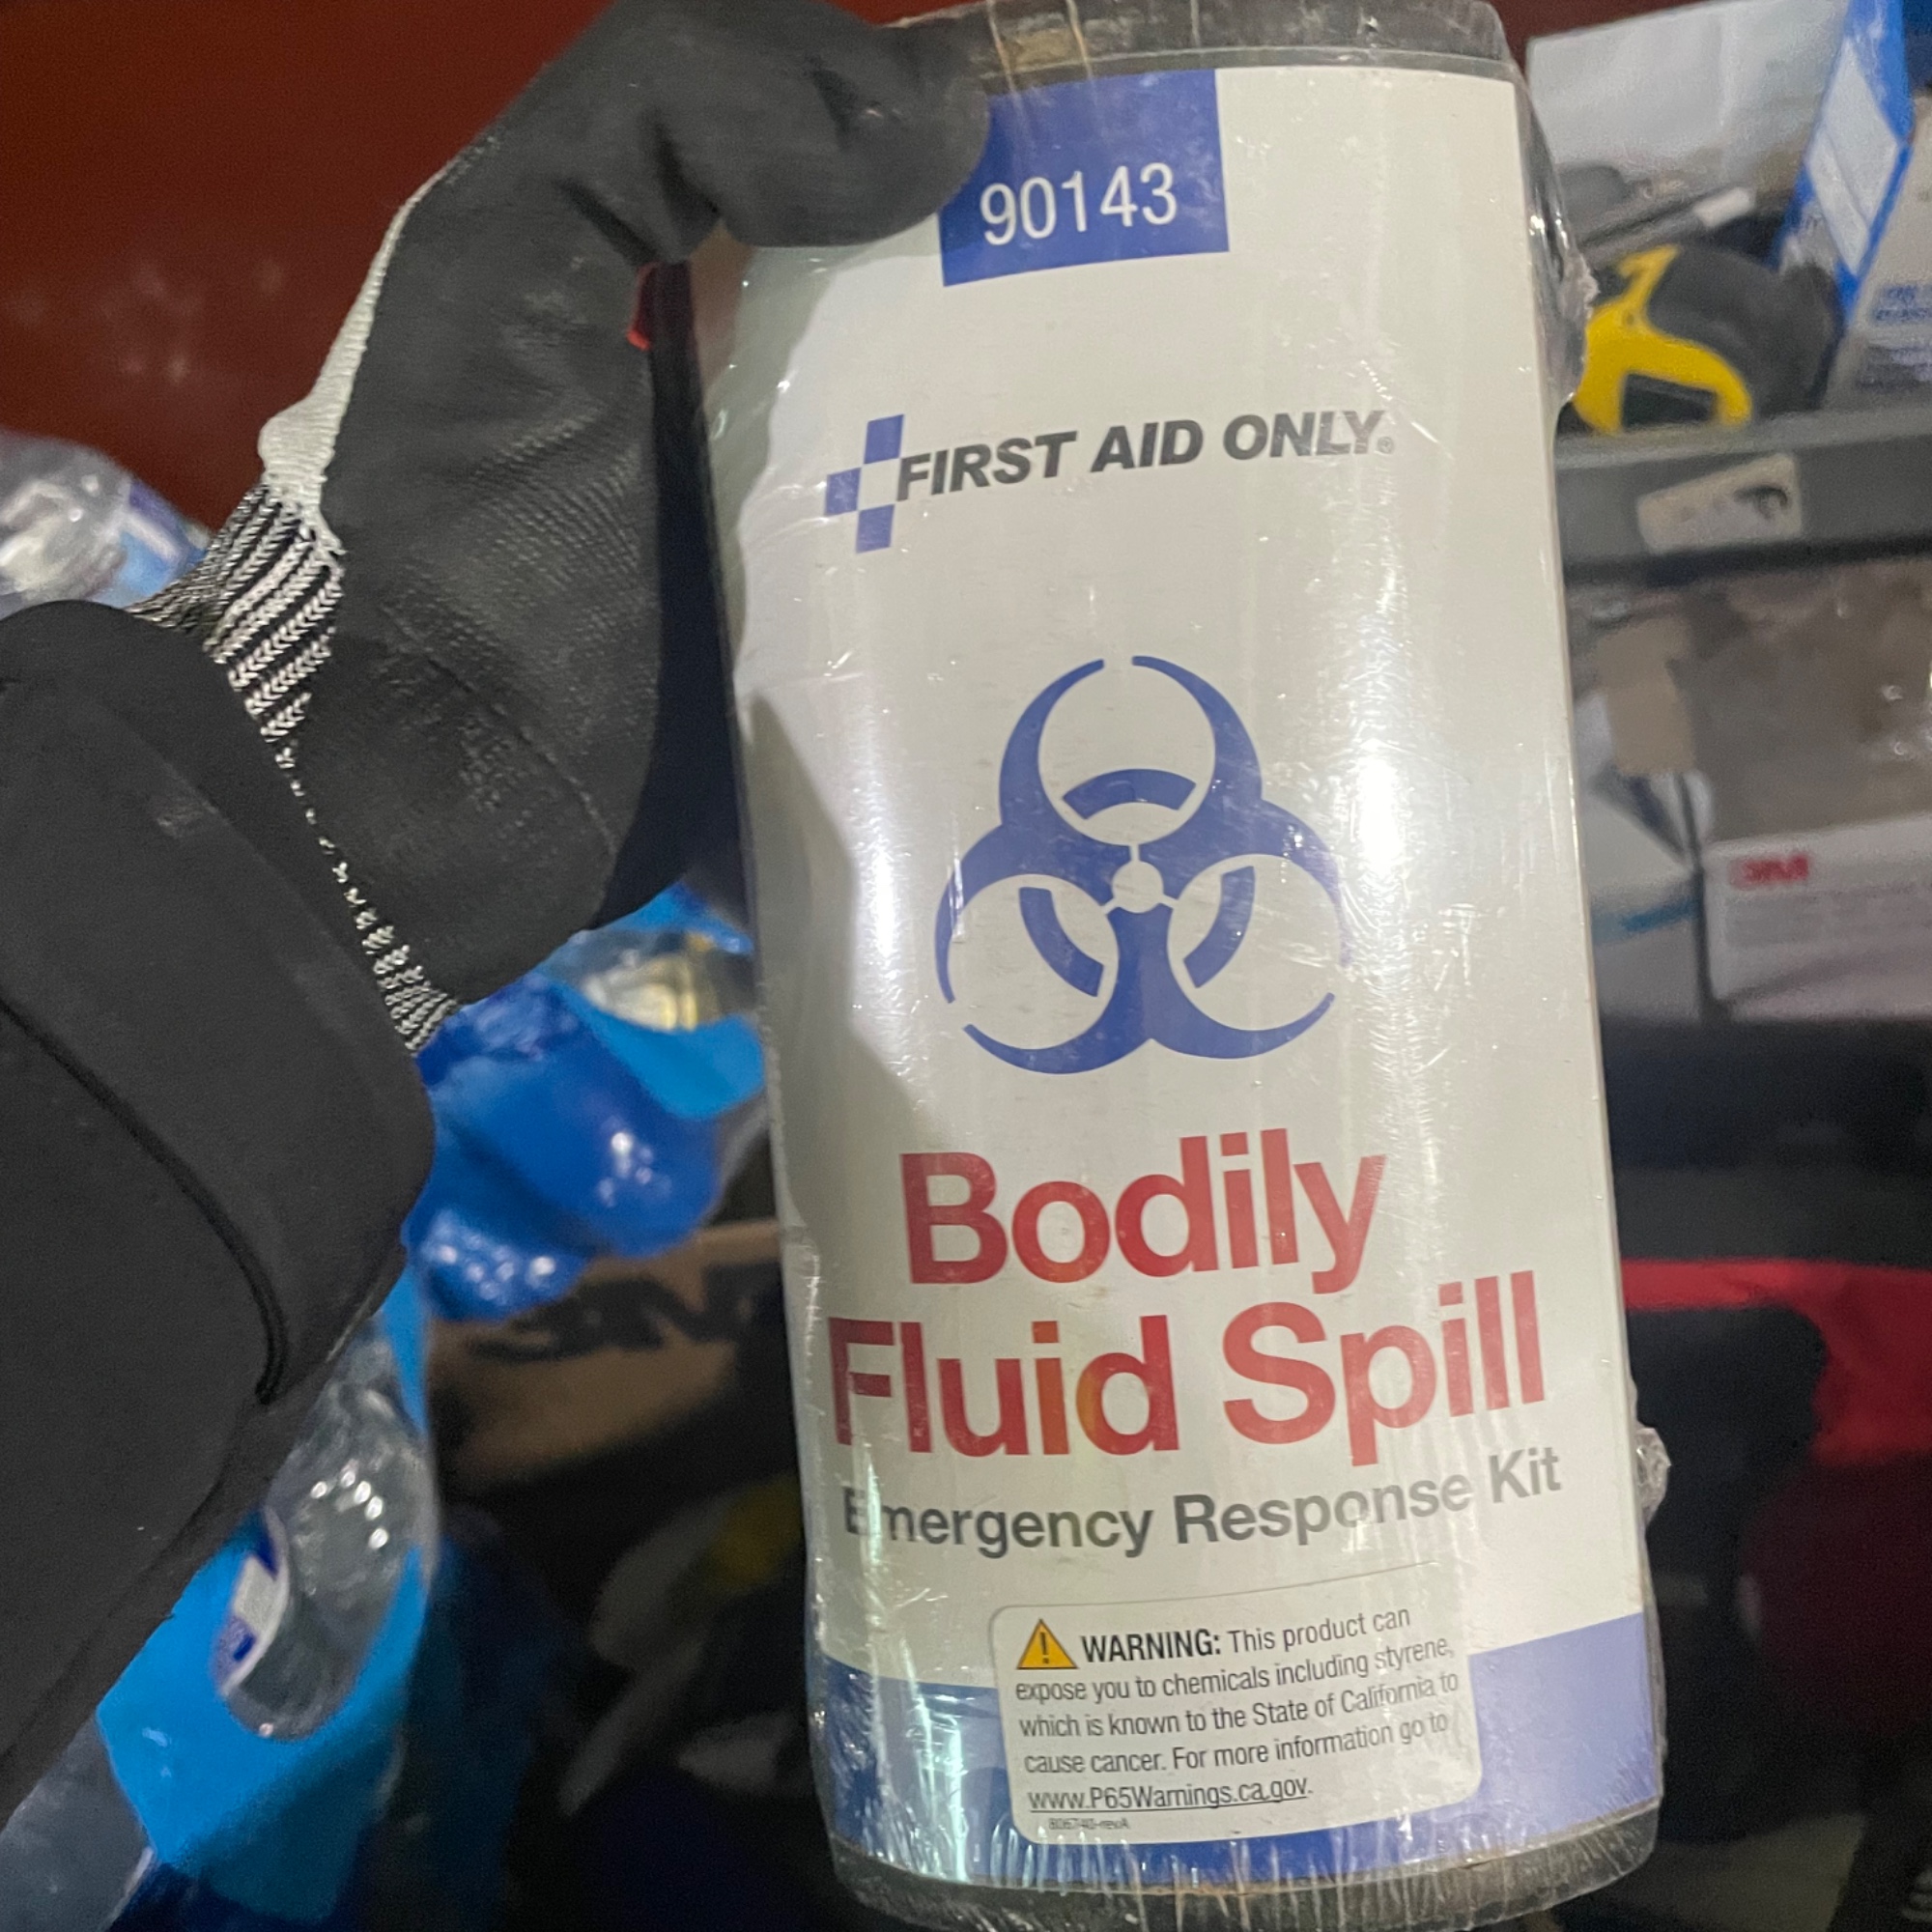 90143
FIRST AID ONLY®
Bodily
Fluid Spill
Emergency Response Kit
WARNING: This product can
expose you to chemicals including styrene,
which is known to the State of California to
cause cancer. For more information go to
www.P65Warnings.ca.gov.
3M